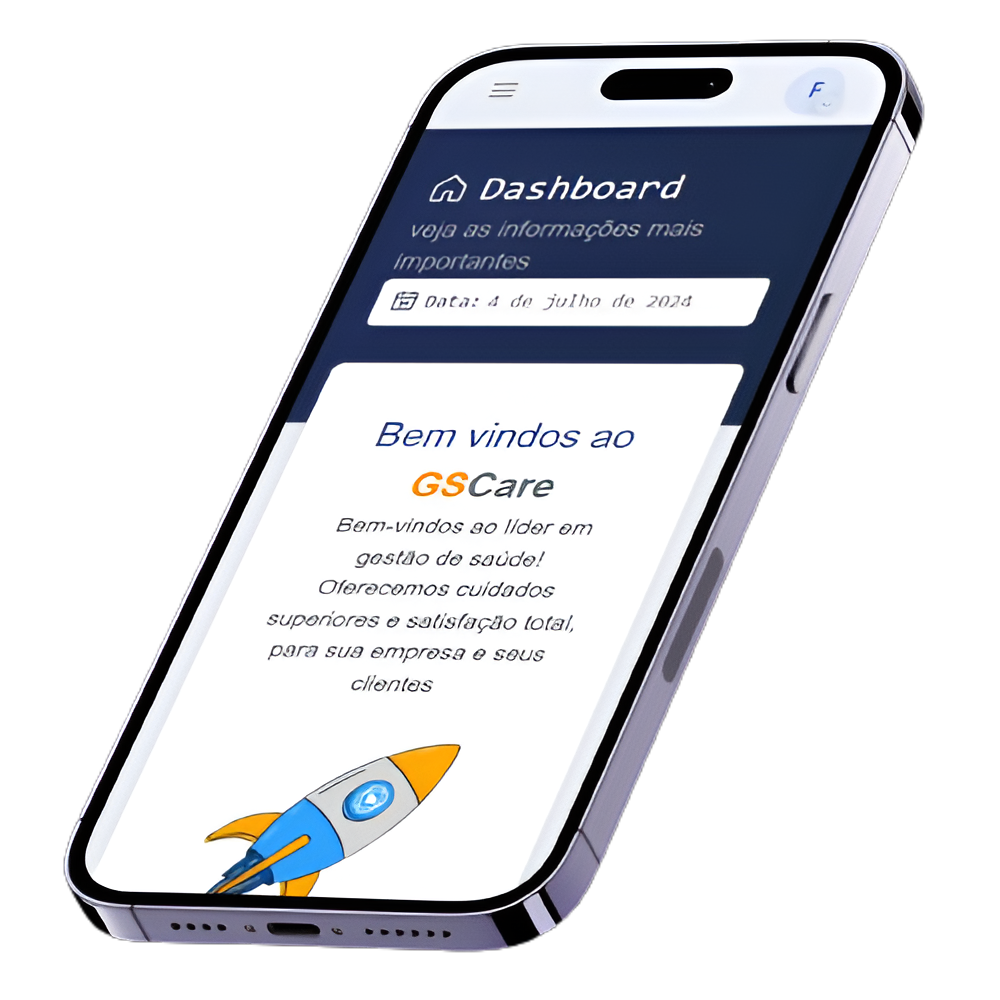 F
Dashboard
veja as informações mais
importantes
Data: 4 de julho de 2024
Bem vindos ao
GSCare
Bem-vindos ao líder em
gestão de saúde!
Oferecemos cuidados
superiores e satisfação total,
para sua empresa e seus
clientes